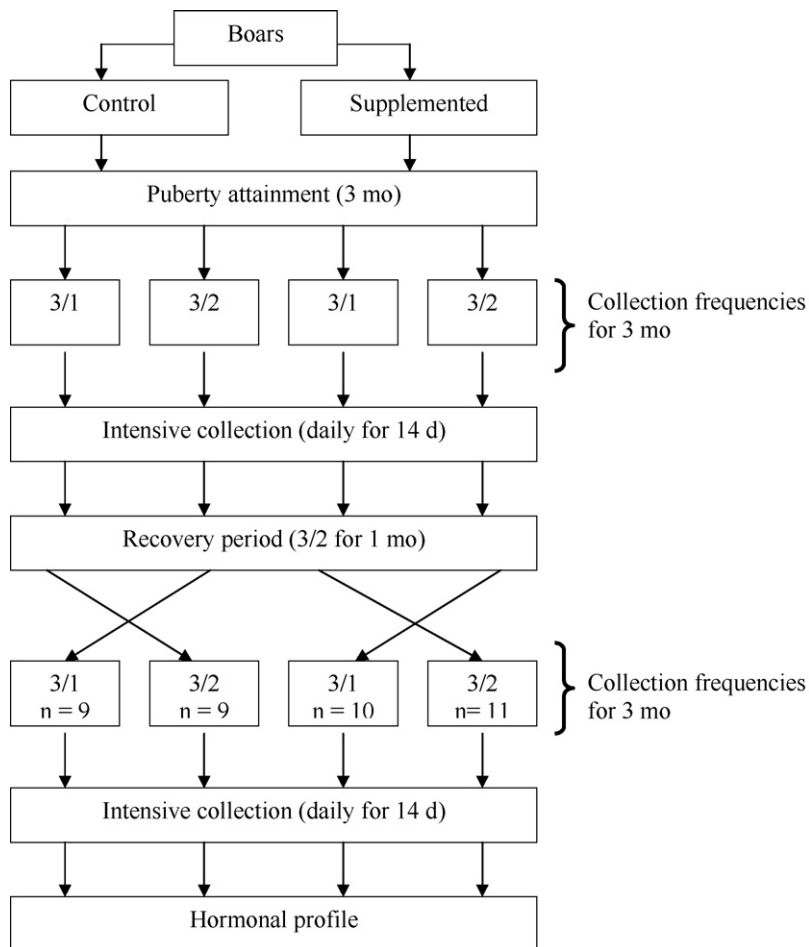 Boars
Control
Supplemented
Puberty attainment (3 mo)
3/1
3/2
3/1
3/2
Collection frequencies
for 3 mo
Intensive collection (daily for 14 d)
Recovery period (3/2 for 1 mo)
3/1
n = 9
3/2
n = 9
3/1
n = 10
3/2
n= 11
Collection frequencies
for 3 mo
Intensive collection (daily for 14 d)
Hormonal profile